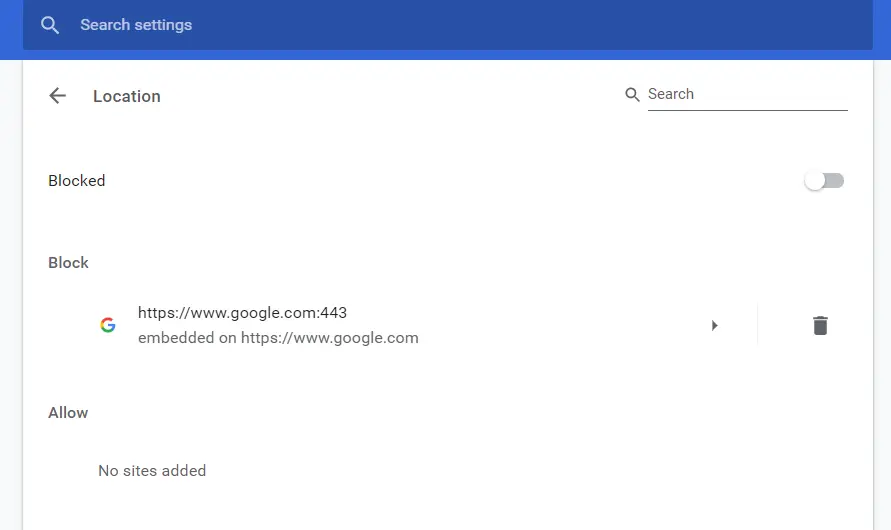 Search settings
Location
Search
Blocked
Block
https://www.google.com:443
embedded on https://www.google.com
Allow
No sites added